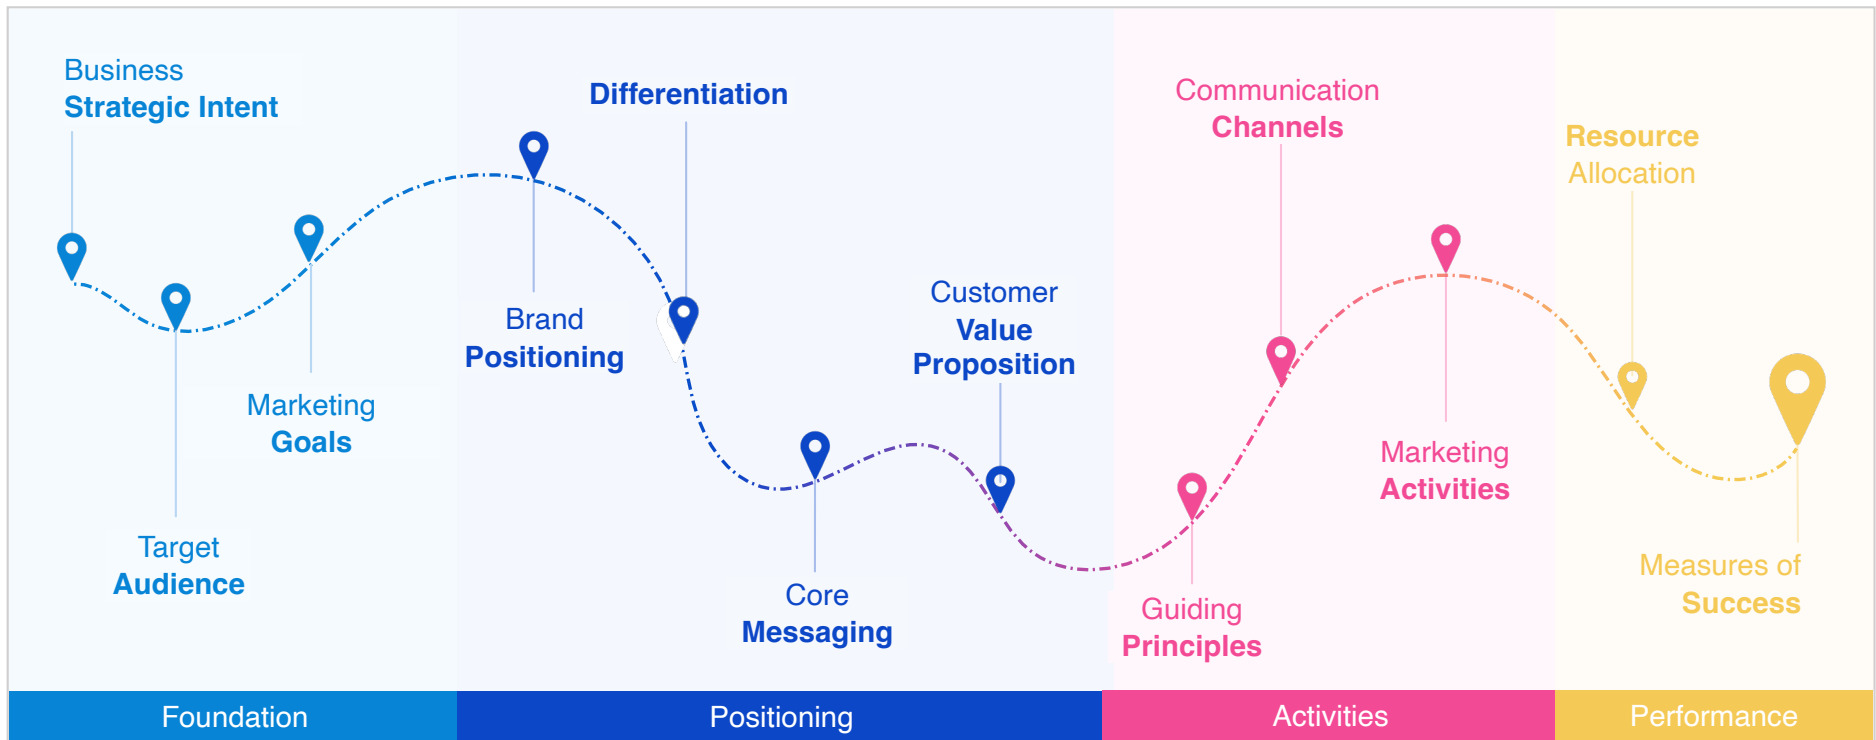 Business
Strategic Intent
Target
Audience
Marketing
Goals
Brand
Positioning
Differentiation
Core
Messaging
Customer
Value
Proposition
Guiding
Principles
Communication
Channels
Marketing
Activities
Resource
Allocation
Measures of
Success
Foundation
Positioning
Activities
Performance